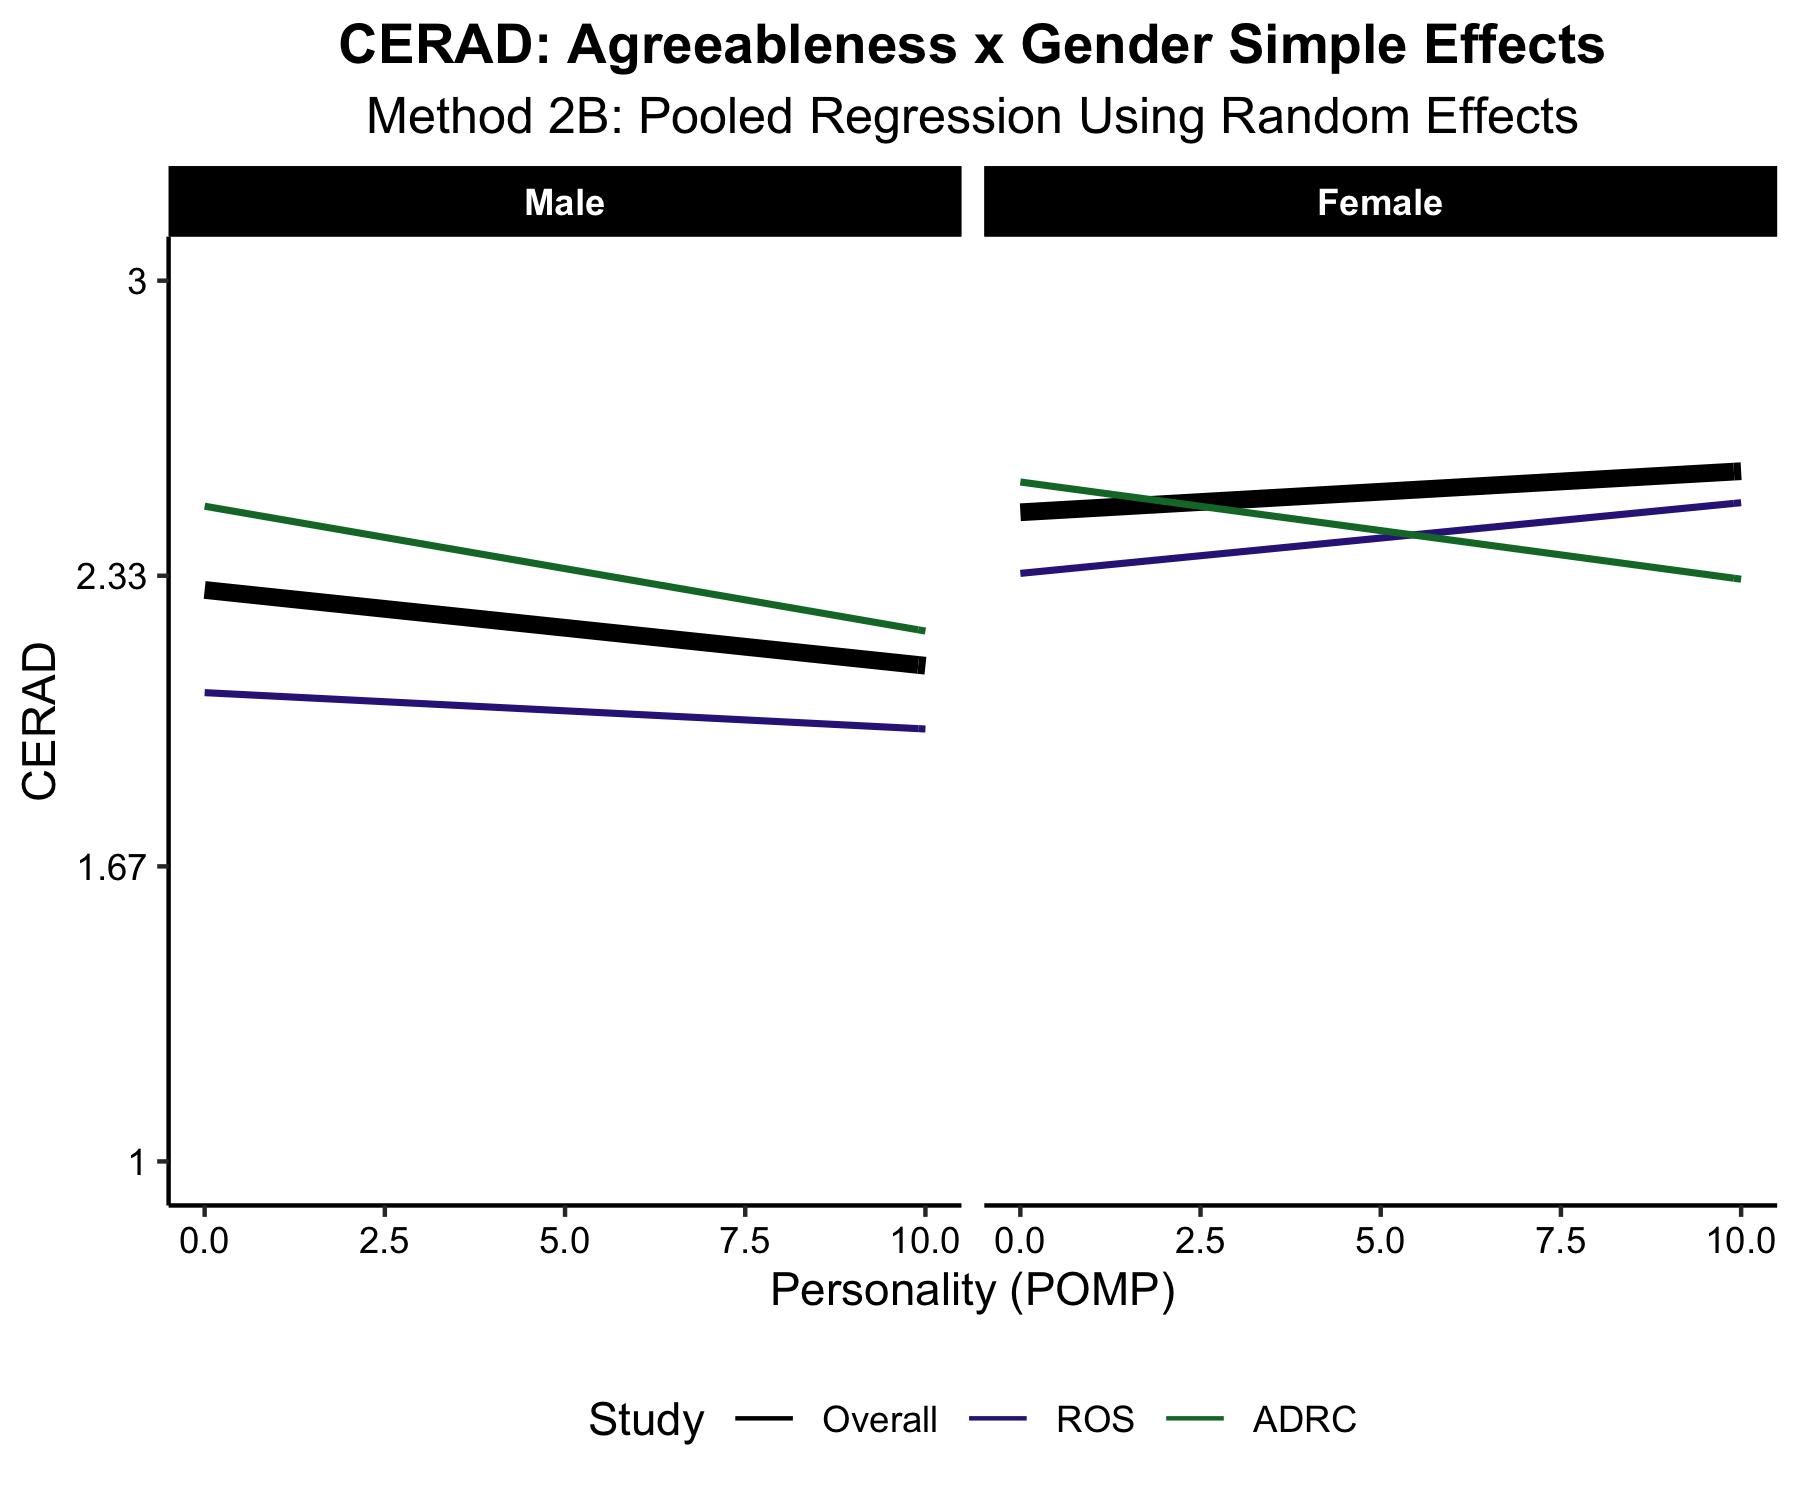 CERAD: Agreeableness x Gender Simple Effects
Method 2B: Pooled Regression Using Random Effects
Male
Female
3
2.33
1.67
1
CERAD
0.0 2.5 5.0 7.5 10.0
0.0 2.5 5.0 7.5 10.0
Personality (POMP)
Study Overall ROS ADRC